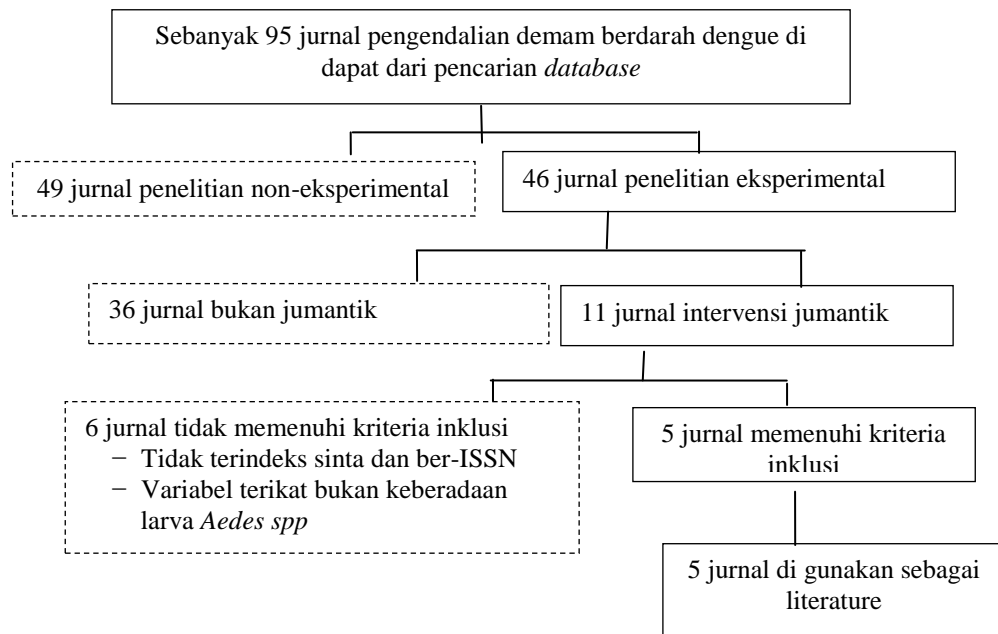 Sebanyak 95 jurnal pengendalian demam berdarah dengue di
dapat dari pencarian database
49 jurnal penelitian non-eksperimental
46 jurnal penelitian eksperimental
36 jurnal bukan jumantik
11 jurnal intervensi jumantik
6 jurnal tidak memenuhi kriteria inklusi
− Tidak terindeks sinta dan ber-ISSN
− Variabel terikat bukan keberadaan
larva Aedes spp
5 jurnal memenuhi kriteria
inklusi
5 jurnal di gunakan sebagai
literature